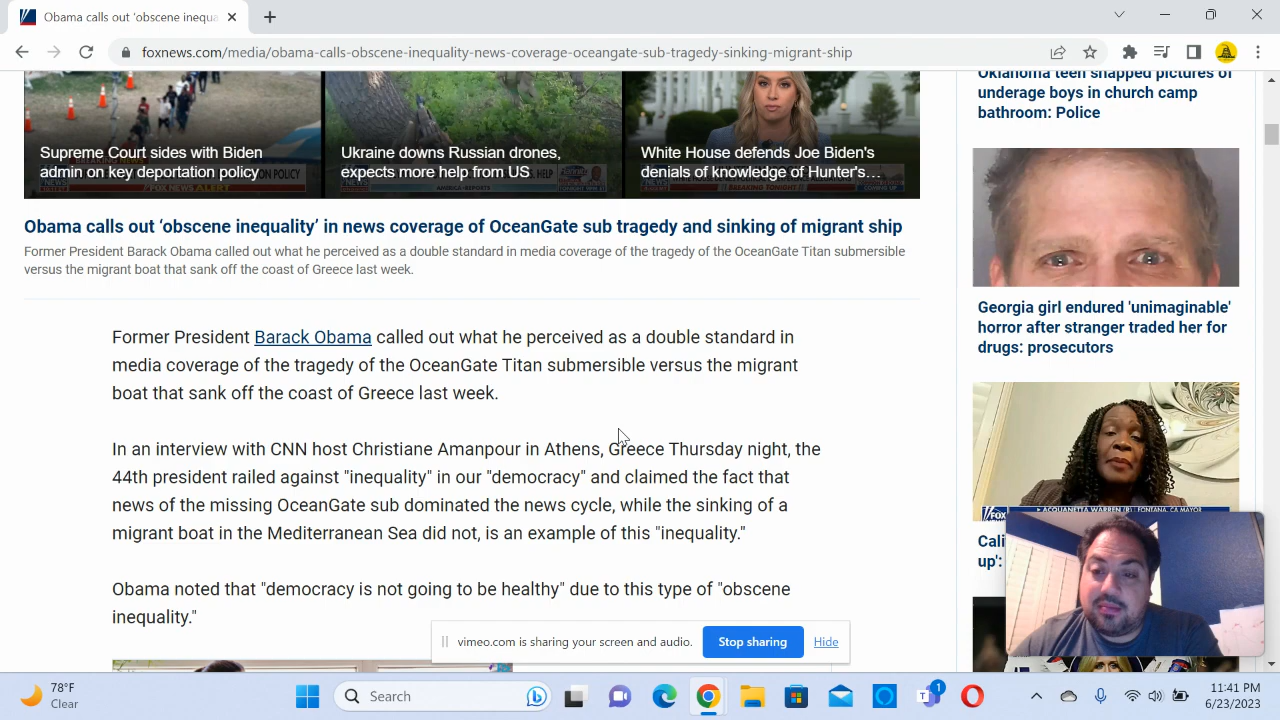 Obama calls out 'obscene inequa
foxnews.com/media/obama-calls-obscene-inequality-news-coverage-oceangate-sub-tragedy-sinking-migrant-ship
Supreme Court sides with Biden
admin on key deportation policy
Ukraine downs Russian drones,
expects more help from US
White House defends Joe Biden's
denials of knowledge of Hunter's...
Obama calls out 'obscene inequality' in news coverage of OceanGate sub tragedy and sinking of migrant ship
Former President Barack Obama called out what he perceived as a double standard in media coverage of the tragedy of the OceanGate Titan submersible
versus the migrant boat that sank off the coast of Greece last week.
Former President Barack Obama called out what he perceived as a double standard in
media coverage of the tragedy of the OceanGate Titan submersible versus the migrant
boat that sank off the coast of Greece last week.
In an interview with CNN host Christiane Amanpour in Athens, Greece Thursday night, the
44th president railed against "inequality" in our "democracy" and claimed the fact that
news of the missing OceanGate sub dominated the news cycle, while the sinking of a
migrant boat in the Mediterranean Sea did not, is an example of this "inequality."
Obama noted that "democracy is not going to be healthy" due to this type of "obscene
inequality."
Oklahoma teen snapped pictures of
underage boys in church camp
bathroom: Police
Georgia girl endured 'unimaginable'
horror after stranger traded her for
drugs: prosecutors
ACQUANETTA WARREN (R) | FONTANA, CA MAYOR
Cali
up':
vimeo.com is sharing your screen and audio.
Stop sharing
Hide
78°F
Clear
Search
1
11:41 PM
6/23/2023